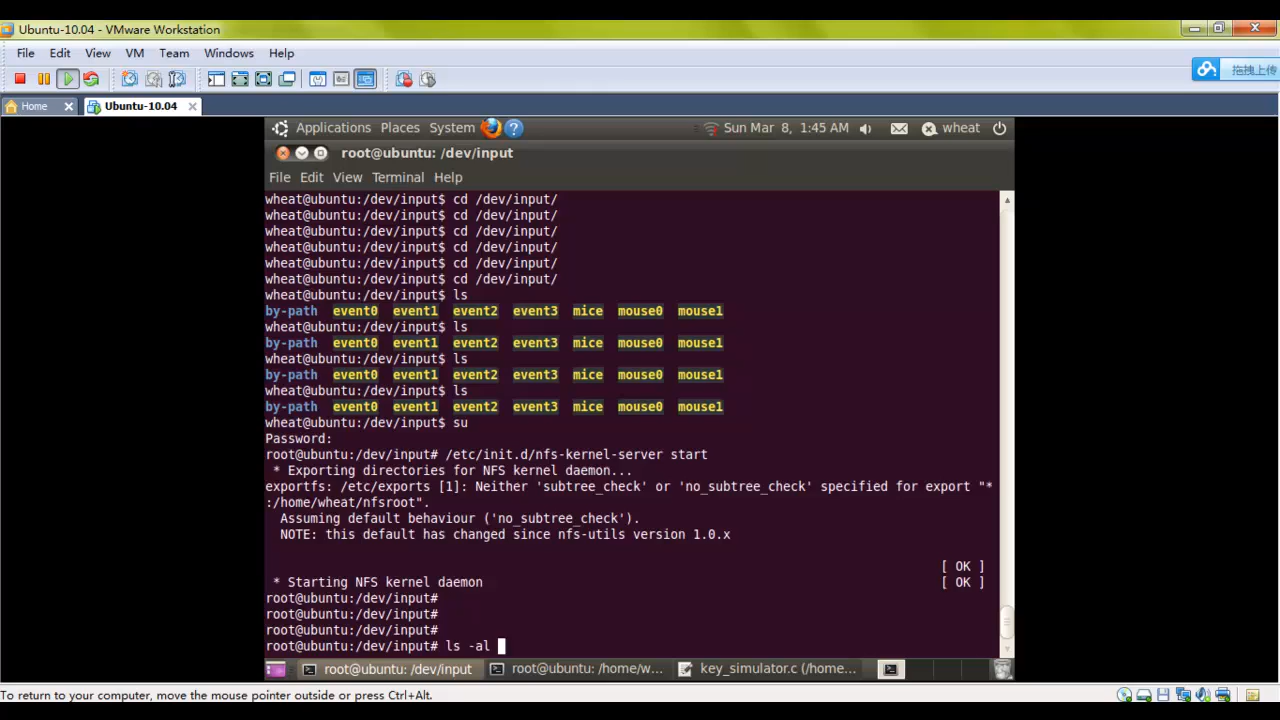 Ubuntu-10.04 - VMware Workstation
File Edit View VM Team Windows Help
拖拽上传
Home Ubuntu-10.04
Applications Places System Sun Mar 8, 1:45 AM wheat
root@ubuntu: /dev/input
File Edit View Terminal Help
wheat@ubuntu:/dev/input$ cd /dev/input/
wheat@ubuntu:/dev/input$ cd /dev/input/
wheat@ubuntu:/dev/input$ cd /dev/input/
wheat@ubuntu:/dev/input$ cd /dev/input/
wheat@ubuntu:/dev/input$ cd /dev/input/
wheat@ubuntu:/dev/input$ cd /dev/input/
wheat@ubuntu:/dev/input$ ls
by-path event0 event1 event2 event3 mice mouse0 mouse1
wheat@ubuntu:/dev/input$ ls
by-path event0 event1 event2 event3 mice mouse0 mouse1
wheat@ubuntu:/dev/input$ ls
by-path event0 event1 event2 event3 mice mouse0 mouse1
wheat@ubuntu:/dev/input$ ls
by-path event0 event1 event2 event3 mice mouse0 mouse1
wheat@ubuntu:/dev/input$ su
Password:
root@ubuntu:/dev/input# /etc/init.d/nfs-kernel-server start
* Exporting directories for NFS kernel daemon...
exportfs: /etc/exports [1]: Neither 'subtree_check' or 'no_subtree_check' specified for export "*
:/home/wheat/nfsroot".
Assuming default behaviour ('no_subtree_check').
NOTE: this default has changed since nfs-utils version 1.0.x
[ OK ]
* Starting NFS kernel daemon [ OK ]
root@ubuntu:/dev/input#
root@ubuntu:/dev/input#
root@ubuntu:/dev/input#
root@ubuntu:/dev/input# ls -al
root@ubuntu: /dev/input root@ubuntu: /home/w... key_simulator.c (/home...
To return to your computer, move the mouse pointer outside or press Ctrl+Alt.